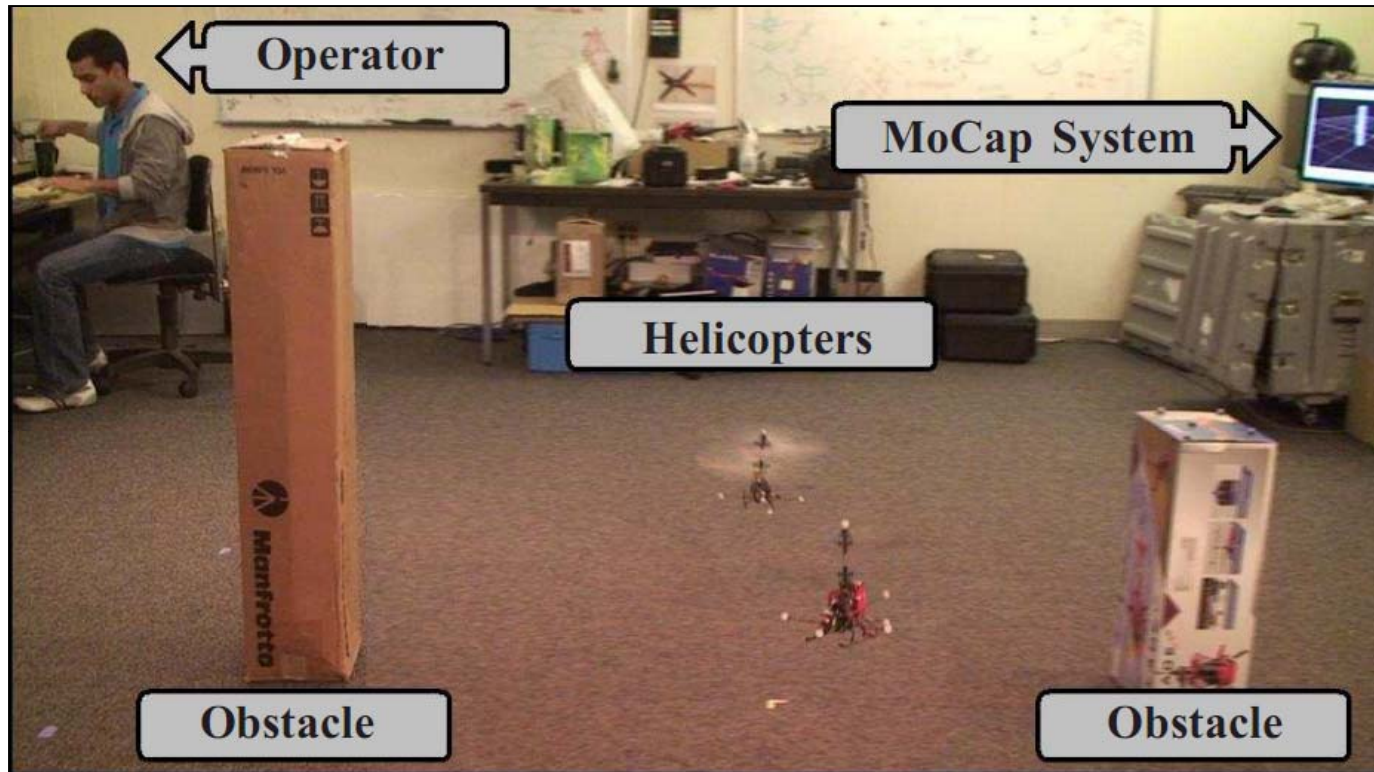 Operator
MoCap System
Helicopters
Manfrotto
Obstacle
Obstacle